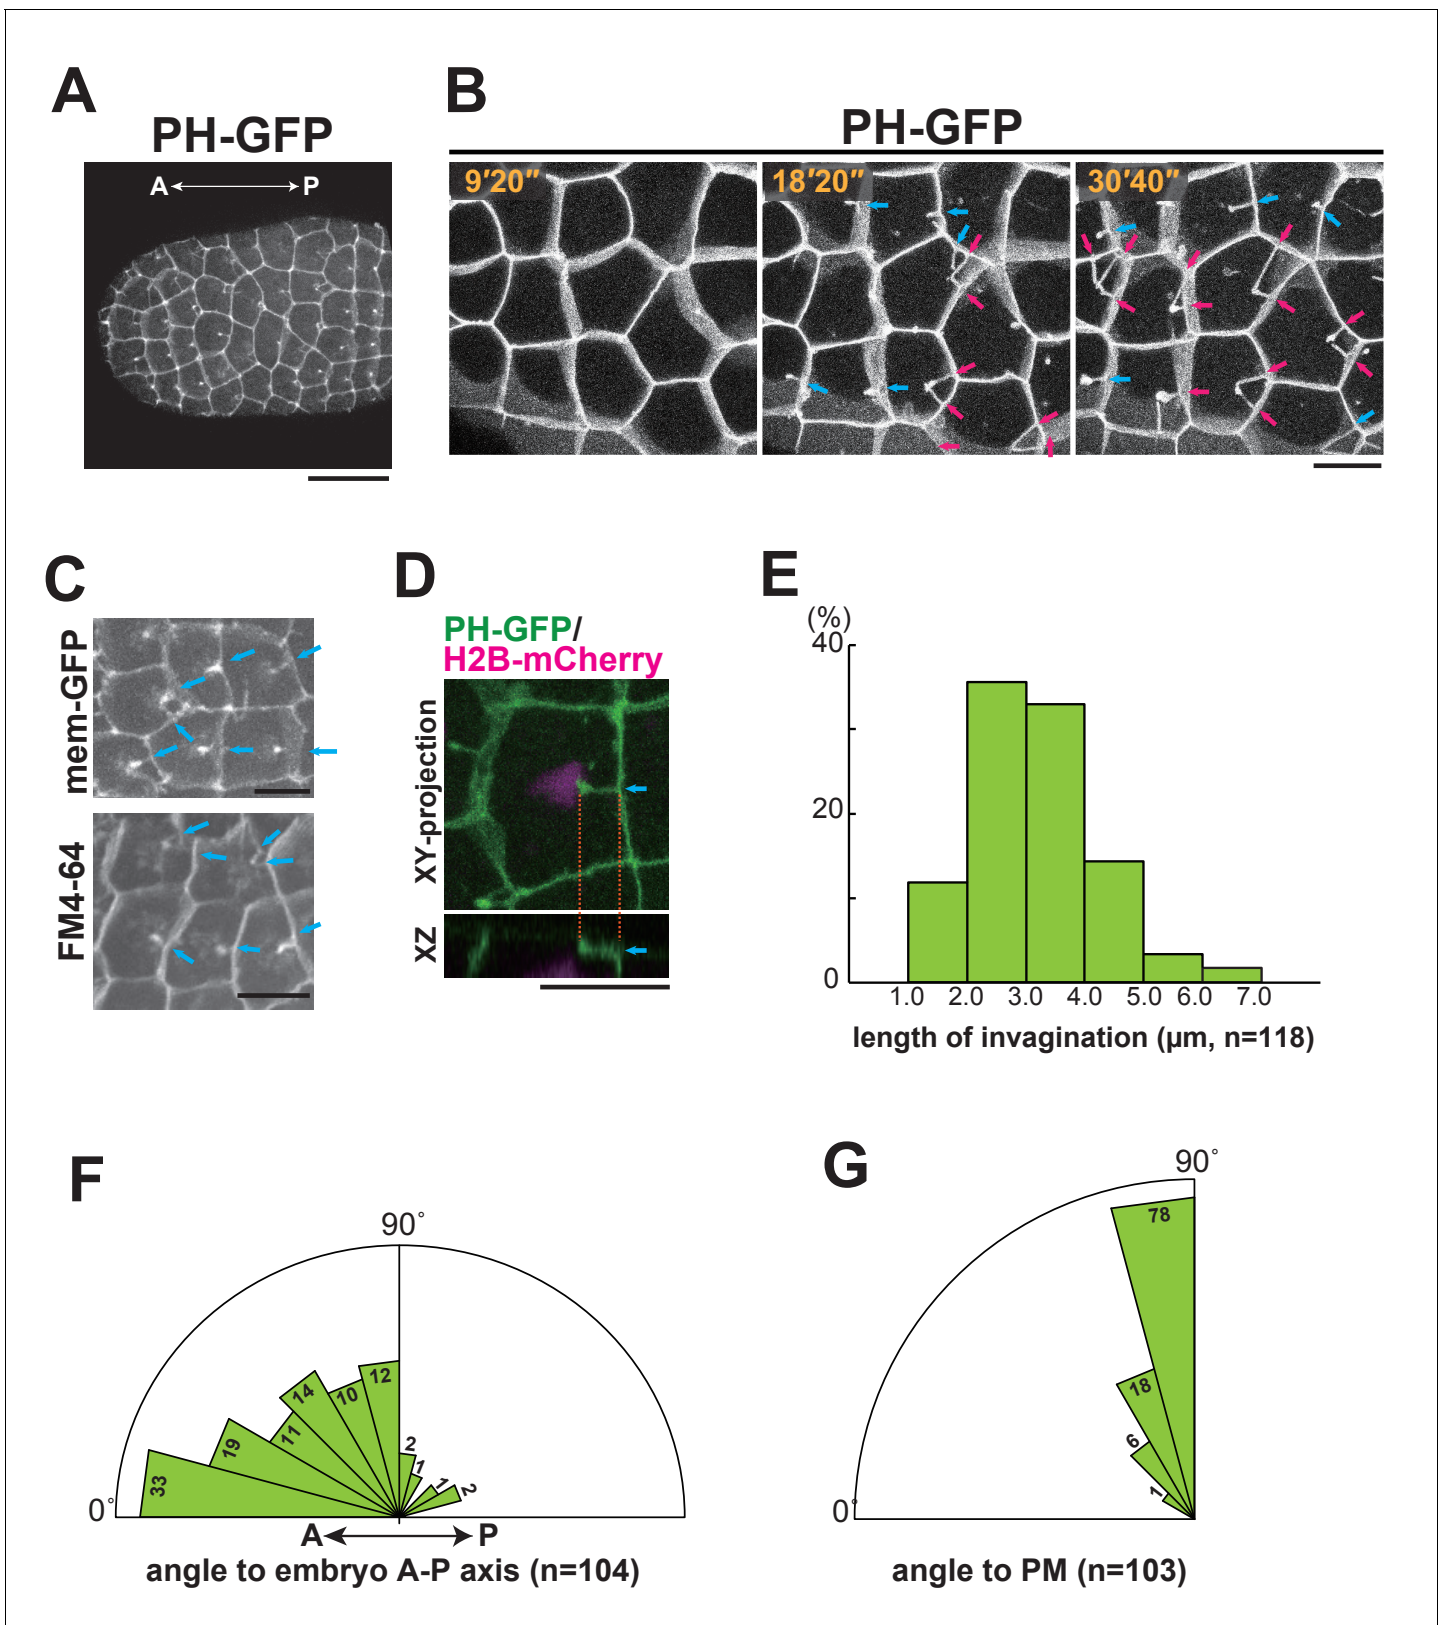 A
PH-GFP
A P
B
PH-GFP
9′20″
18′20″
30′40″
C
mem-GFP
FM4-64
D
PH-GFP/
H2B-mCherry
XY-projection
XZ
E
(%)
40
20
0
1.0 2.0 3.0 4.0 5.0 6.0 7.0
length of invagination (µm, n=118)
F
90°
0°
33
19
11
14
10
12
2
1
1
2
A P
angle to embryo A-P axis (n=104)
G
90°
0°
78
18
6
1
angle to PM (n=103)